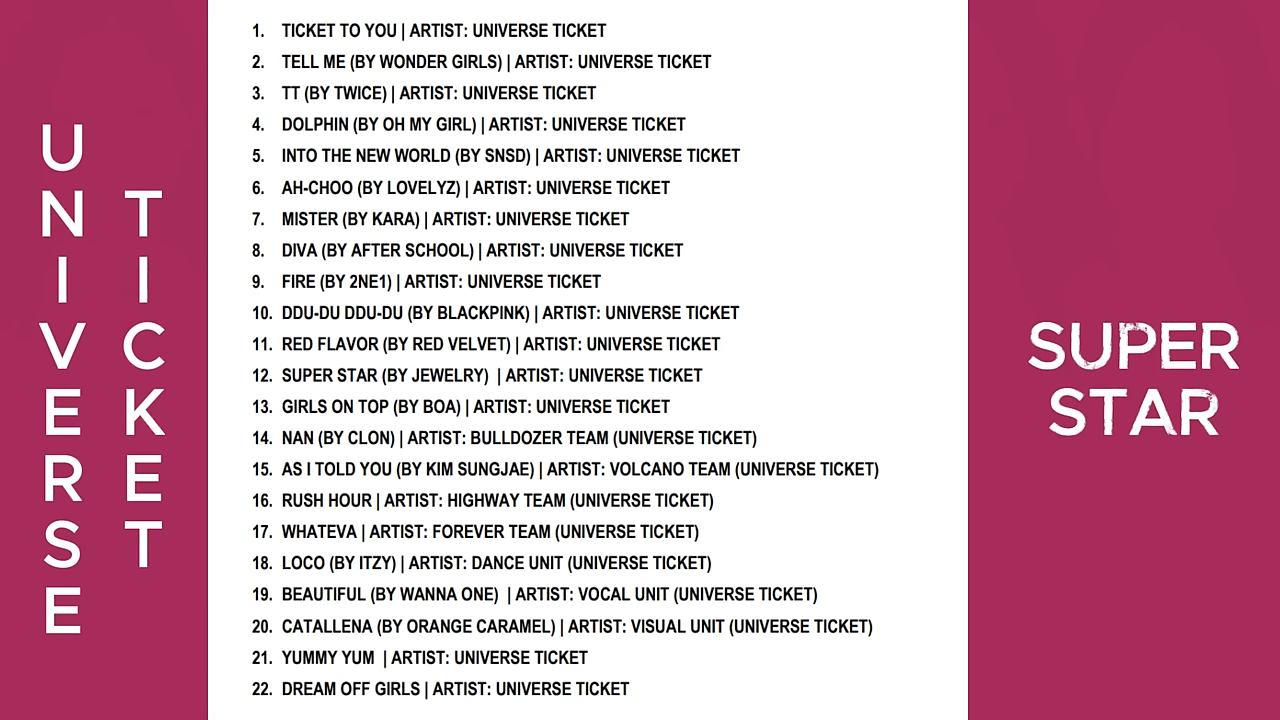 UNIVERSE
TICKET
1. TICKET TO YOU | ARTIST: UNIVERSE TICKET
2. TELL ME (BY WONDER GIRLS) | ARTIST: UNIVERSE TICKET
3. TT (BY TWICE) | ARTIST: UNIVERSE TICKET
4. DOLPHIN (BY OH MY GIRL) | ARTIST: UNIVERSE TICKET
5. INTO THE NEW WORLD (BY SNSD) | ARTIST: UNIVERSE TICKET
6. AH-CHOO (BY LOVELYZ) | ARTIST: UNIVERSE TICKET
7. MISTER (BY KARA) | ARTIST: UNIVERSE TICKET
8. DIVA (BY AFTER SCHOOL) | ARTIST: UNIVERSE TICKET
9. FIRE (BY 2NE1) | ARTIST: UNIVERSE TICKET
10. DDU-DU DDU-DU (BY BLACKPINK) | ARTIST: UNIVERSE TICKET
11. RED FLAVOR (BY RED VELVET) | ARTIST: UNIVERSE TICKET
12. SUPER STAR (BY JEWELRY) | ARTIST: UNIVERSE TICKET
13. GIRLS ON TOP (BY BOA) | ARTIST: UNIVERSE TICKET
14. NAN (BY CLON) | ARTIST: BULLDOZER TEAM (UNIVERSE TICKET)
15. AS I TOLD YOU (BY KIM SUNGJAE) | ARTIST: VOLCANO TEAM (UNIVERSE TICKET)
16. RUSH HOUR | ARTIST: HIGHWAY TEAM (UNIVERSE TICKET)
17. WHATEVA | ARTIST: FOREVER TEAM (UNIVERSE TICKET)
18. LOCO (BY ITZY) | ARTIST: DANCE UNIT (UNIVERSE TICKET)
19. BEAUTIFUL (BY WANNA ONE) | ARTIST: VOCAL UNIT (UNIVERSE TICKET)
20. CATALLENA (BY ORANGE CARAMEL) | ARTIST: VISUAL UNIT (UNIVERSE TICKET)
21. YUMMY YUM | ARTIST: UNIVERSE TICKET
22. DREAM OFF GIRLS | ARTIST: UNIVERSE TICKET
SUPER
STAR